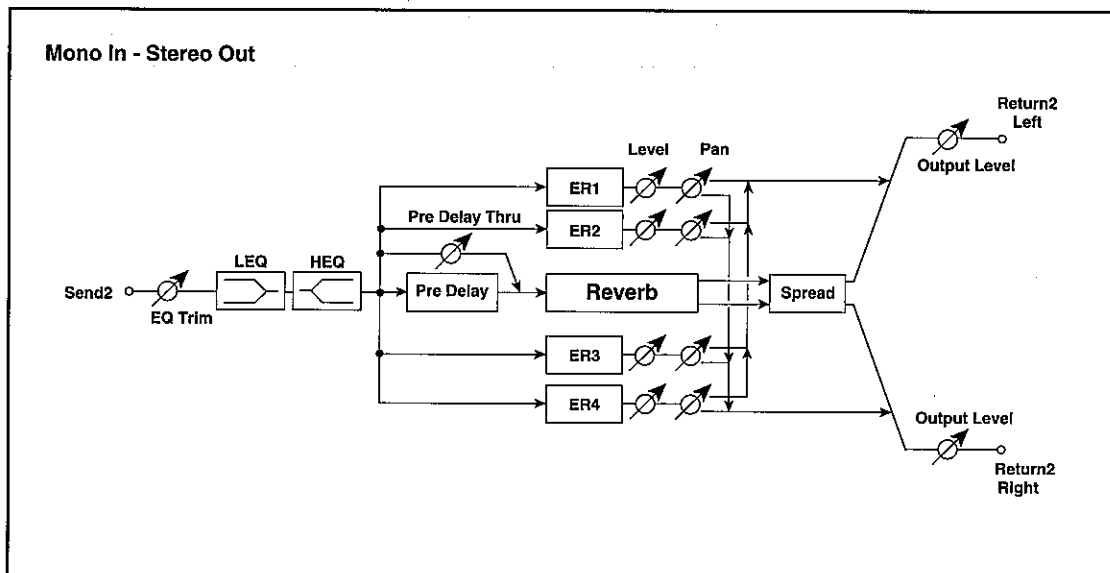 Mono In - Stereo Out
Return2
Left
Output Level
Level
Pan
ER1
Pre Delay Thru
ER2
LEQ
HEQ
Send2
EQ Trim
Pre Delay
Reverb
Spread
ER3
ER4
Output Level
Return2
Right